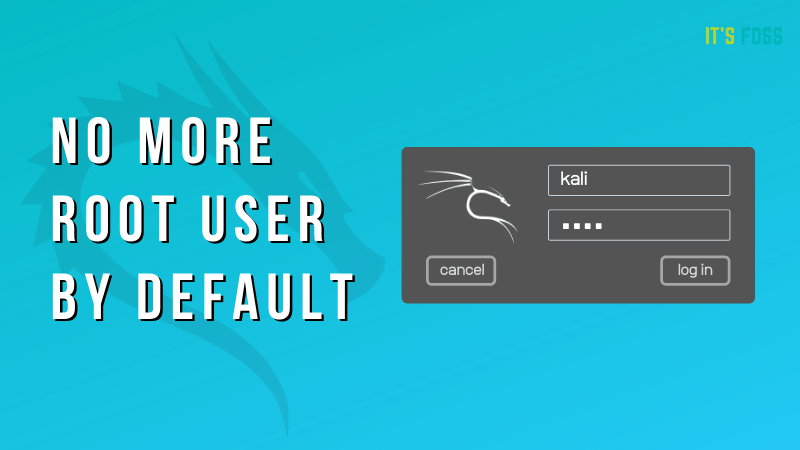 IT'S FOSS
NO MORE
ROOT USER
BY DEFAULT
kali
cancel
log in